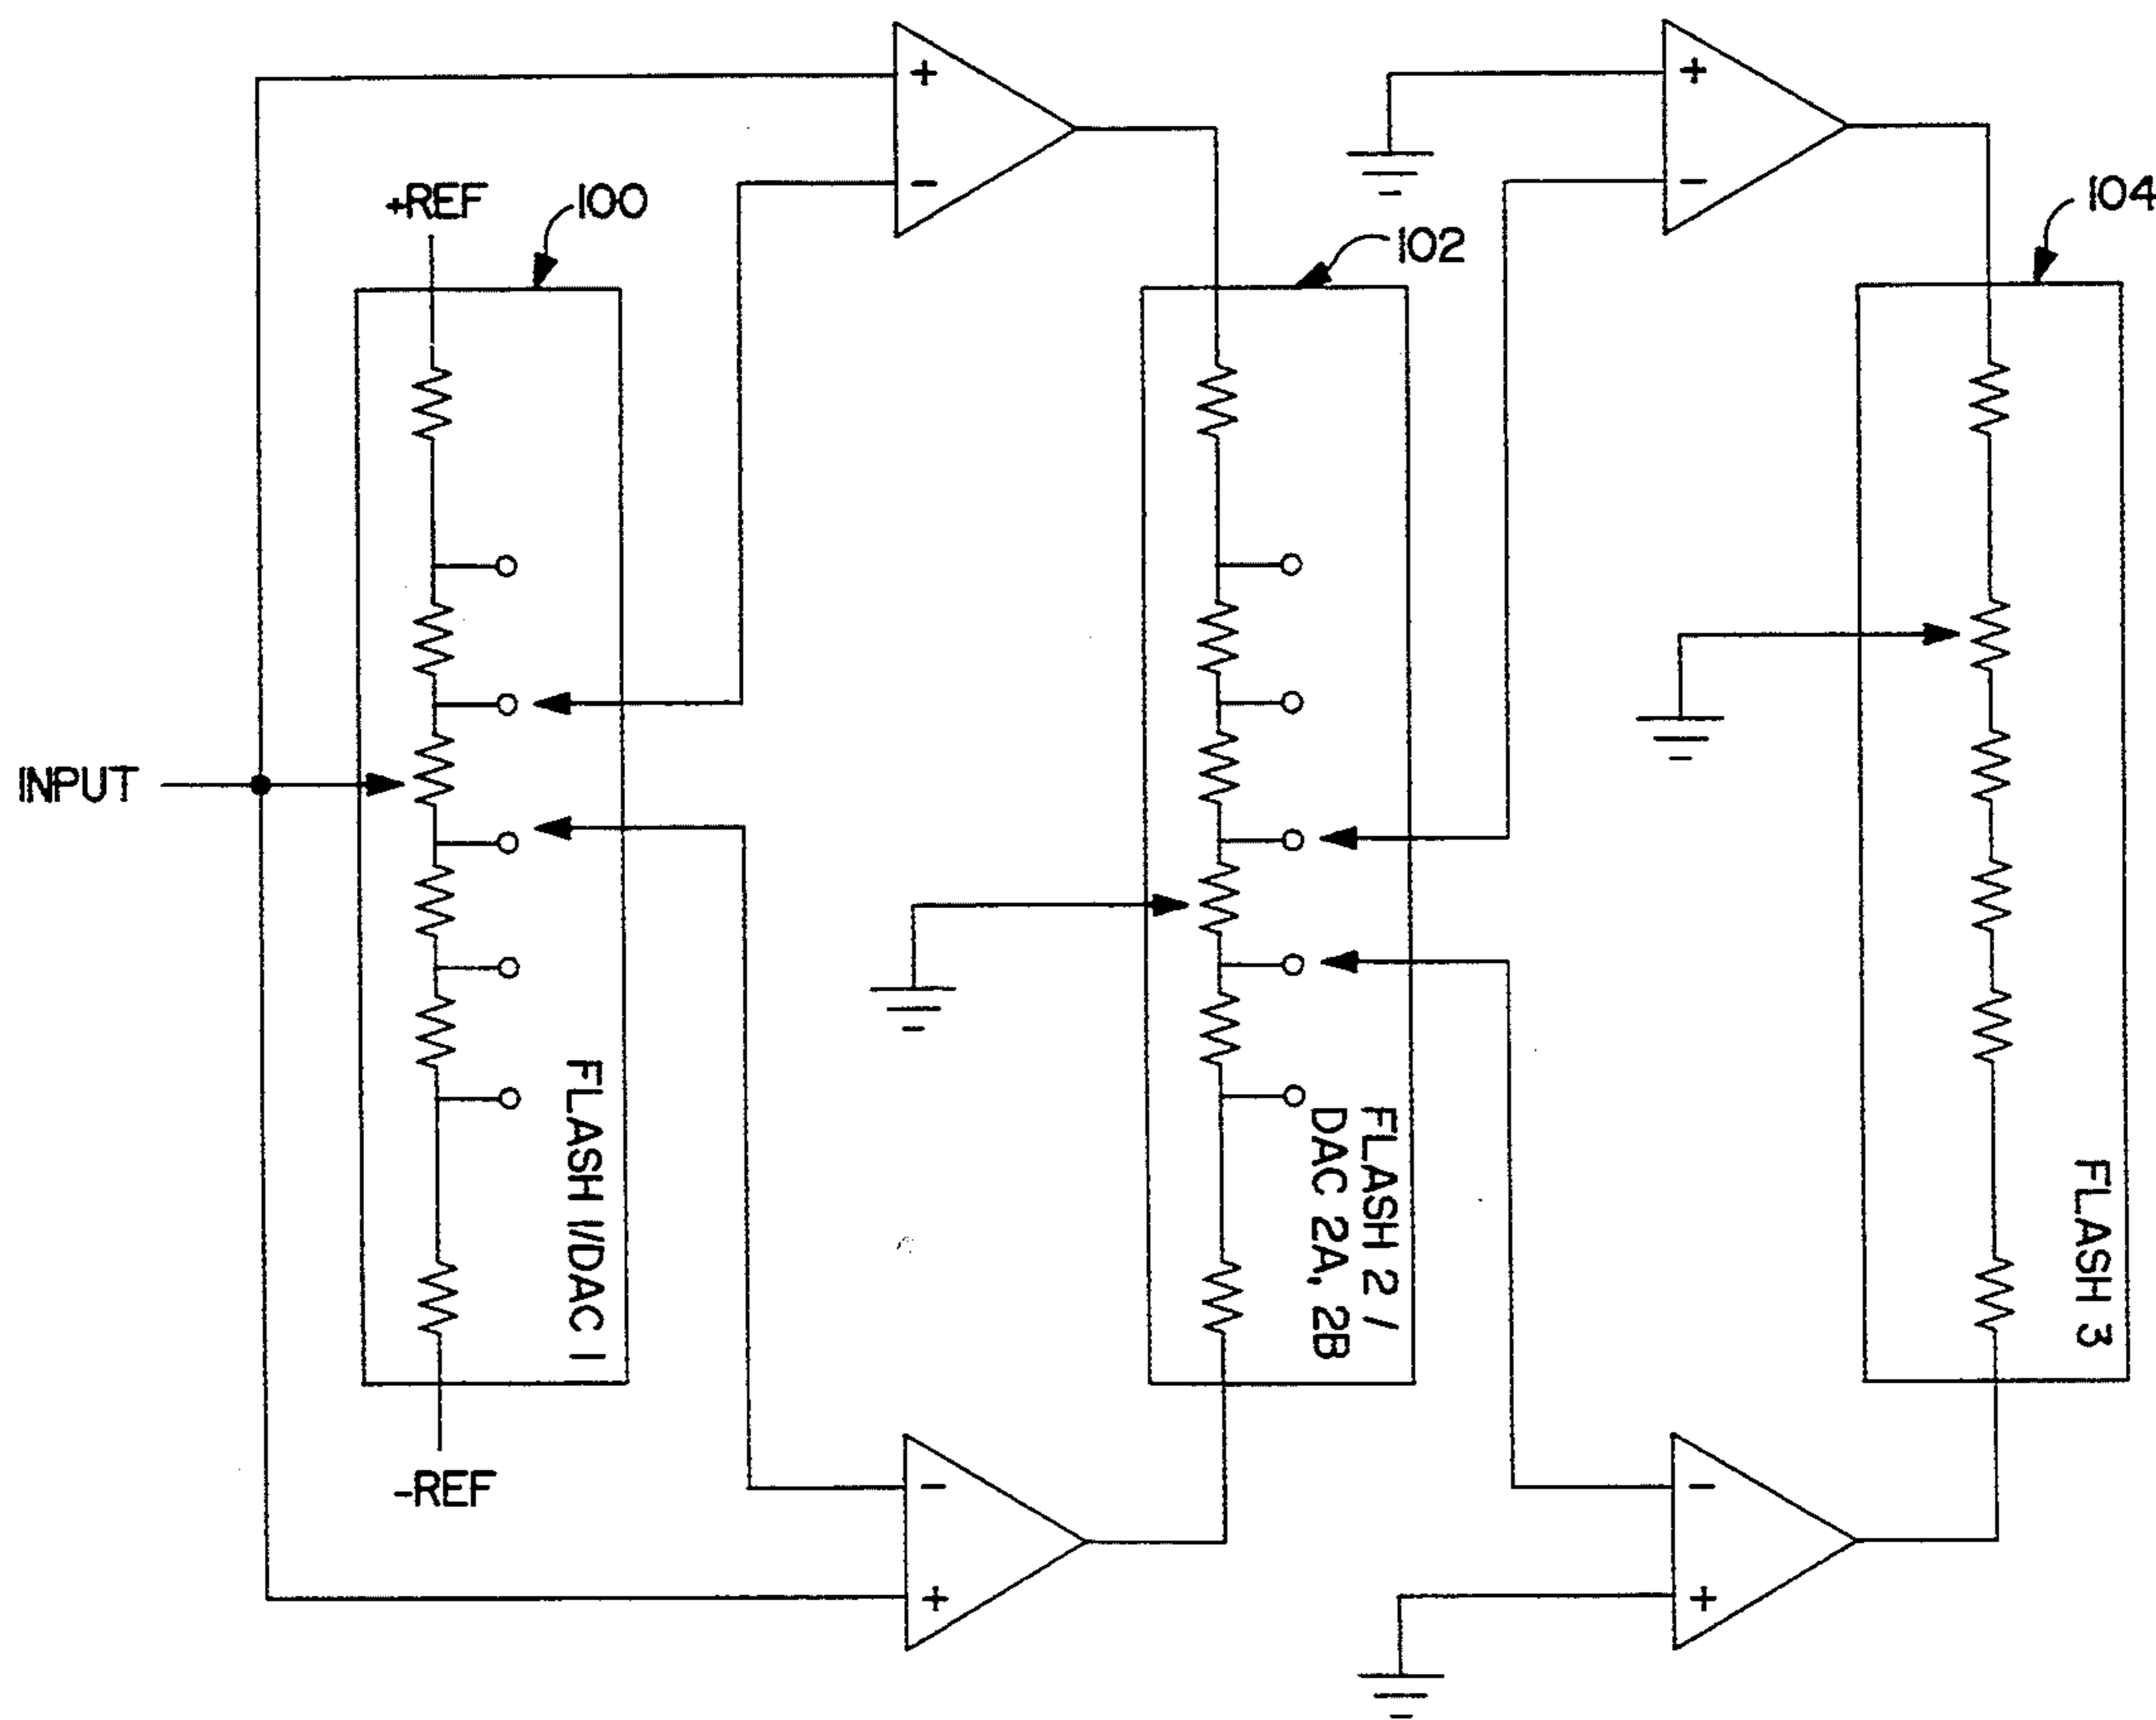 +
-
+
-
+REF
100
102
104
INPUT
FLASH 1/DAC 1
FLASH 2 /
DAC 2A, 2B
FLASH 3
-REF
-
+
-
+